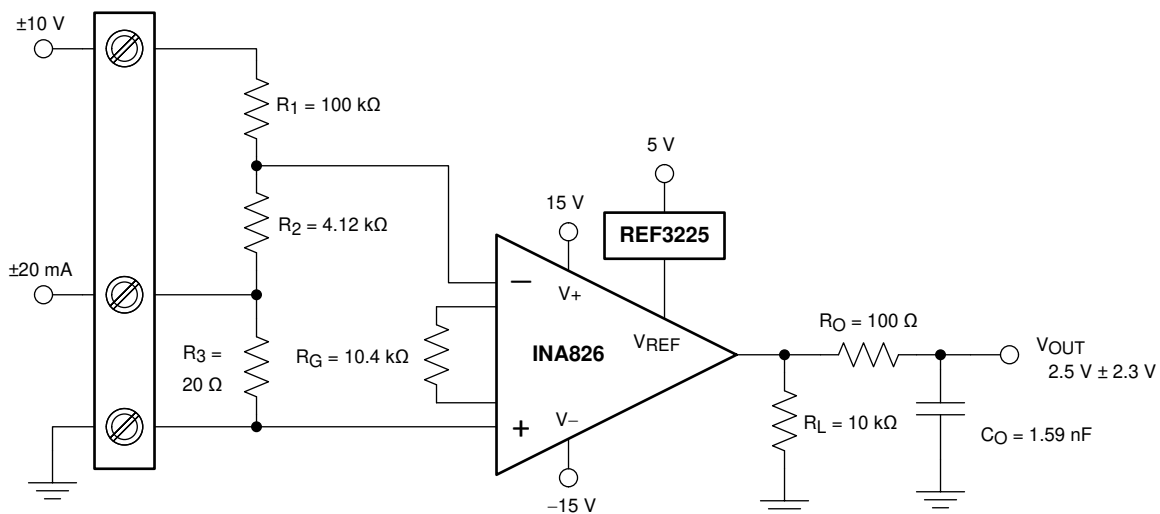 ±10 V
R1 = 100 kΩ
5 V
15 V
REF3225
R2 = 4.12 kΩ
±20 mA
−
V+
RO = 100 Ω
R3 =
20 Ω
RG = 10.4 kΩ
INA826
VREF
VOUT
2.5 V ± 2.3 V
+
V−
RL = 10 kΩ
CO = 1.59 nF
−15 V